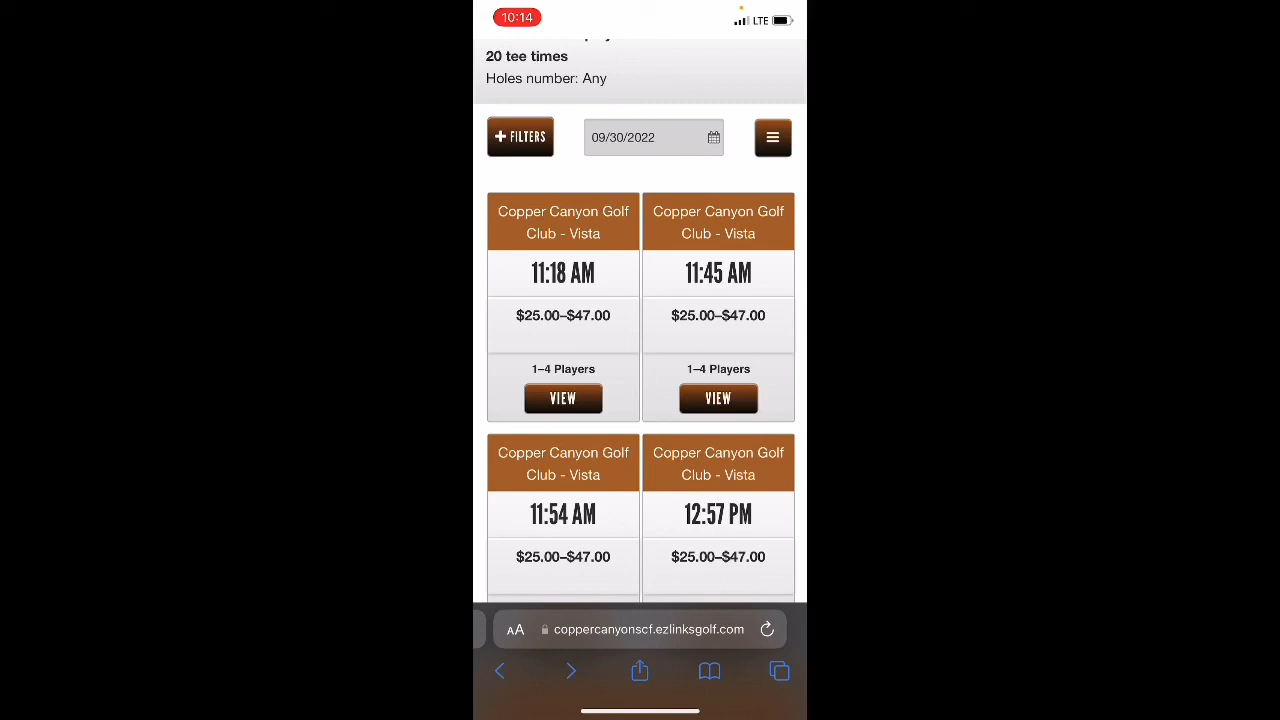 10:14
LTE
20 tee times
Holes number: Any
+ FILTERS
09/30/2022
Copper Canyon Golf
Club - Vista
11:18 AM
$25.00–$47.00
1–4 Players
VIEW
Copper Canyon Golf
Club - Vista
11:45 AM
$25.00–$47.00
1–4 Players
VIEW
Copper Canyon Golf
Club - Vista
11:54 AM
$25.00–$47.00
Copper Canyon Golf
Club - Vista
12:57 PM
$25.00–$47.00
AA
coppercanyonscf.ezlinksgolf.com